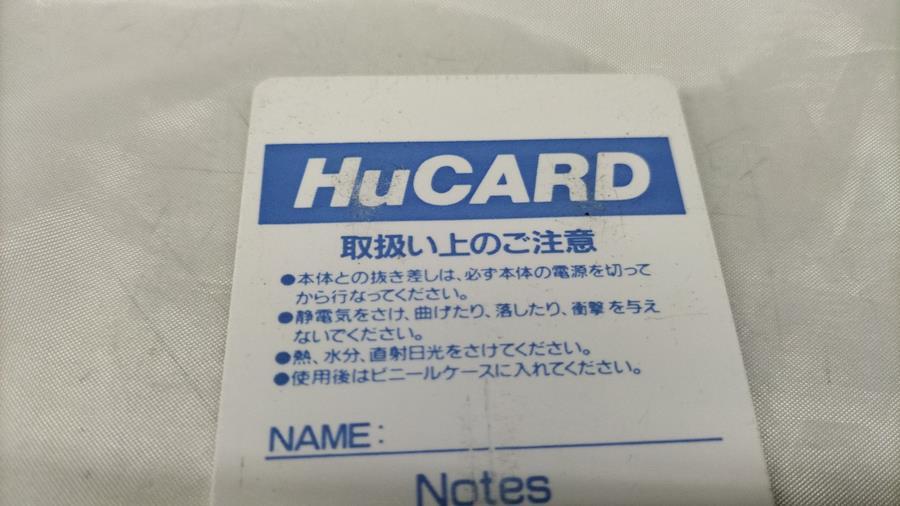 HuCARD
取扱い上のご注意
●本体との抜き差しは、必ず本体の電源を切って
から行なってください。
●静電気をさけ、曲げたり、落したり、衝撃を与え
ないでください。
●熱、水分、直射日光をさけてください。
●使用後はビニールケースに入れてください。
NAME:
Notes